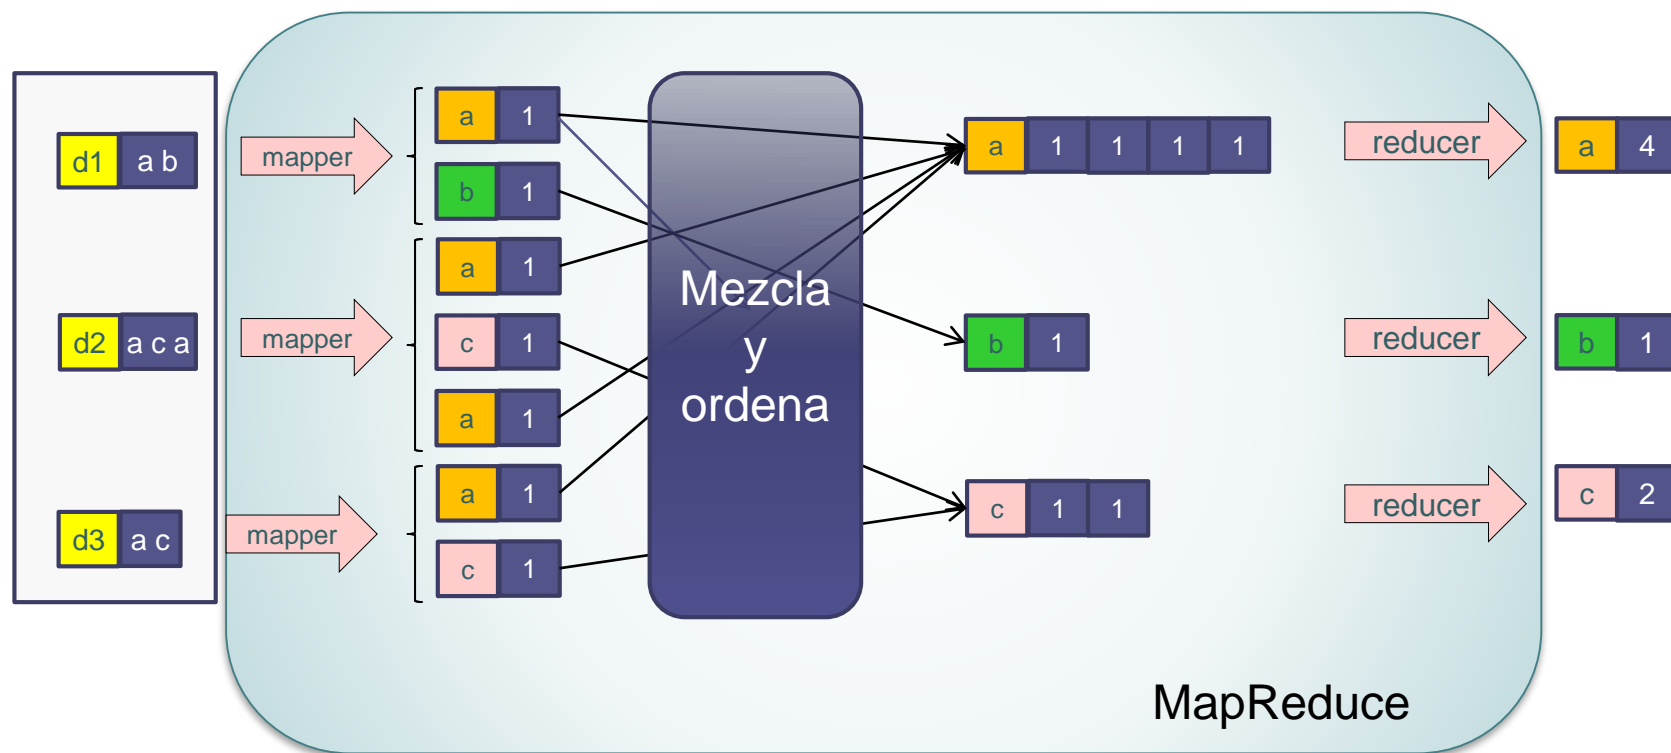 d1 a b
mapper
a 1
b 1
d2 a c a
mapper
a 1
c 1
a 1
d3 a c
mapper
a 1
c 1
Mezcla
y
ordena
a 1 1 1 1
reducer
a 4
b 1
reducer
b 1
c 1 1
reducer
c 2
MapReduce